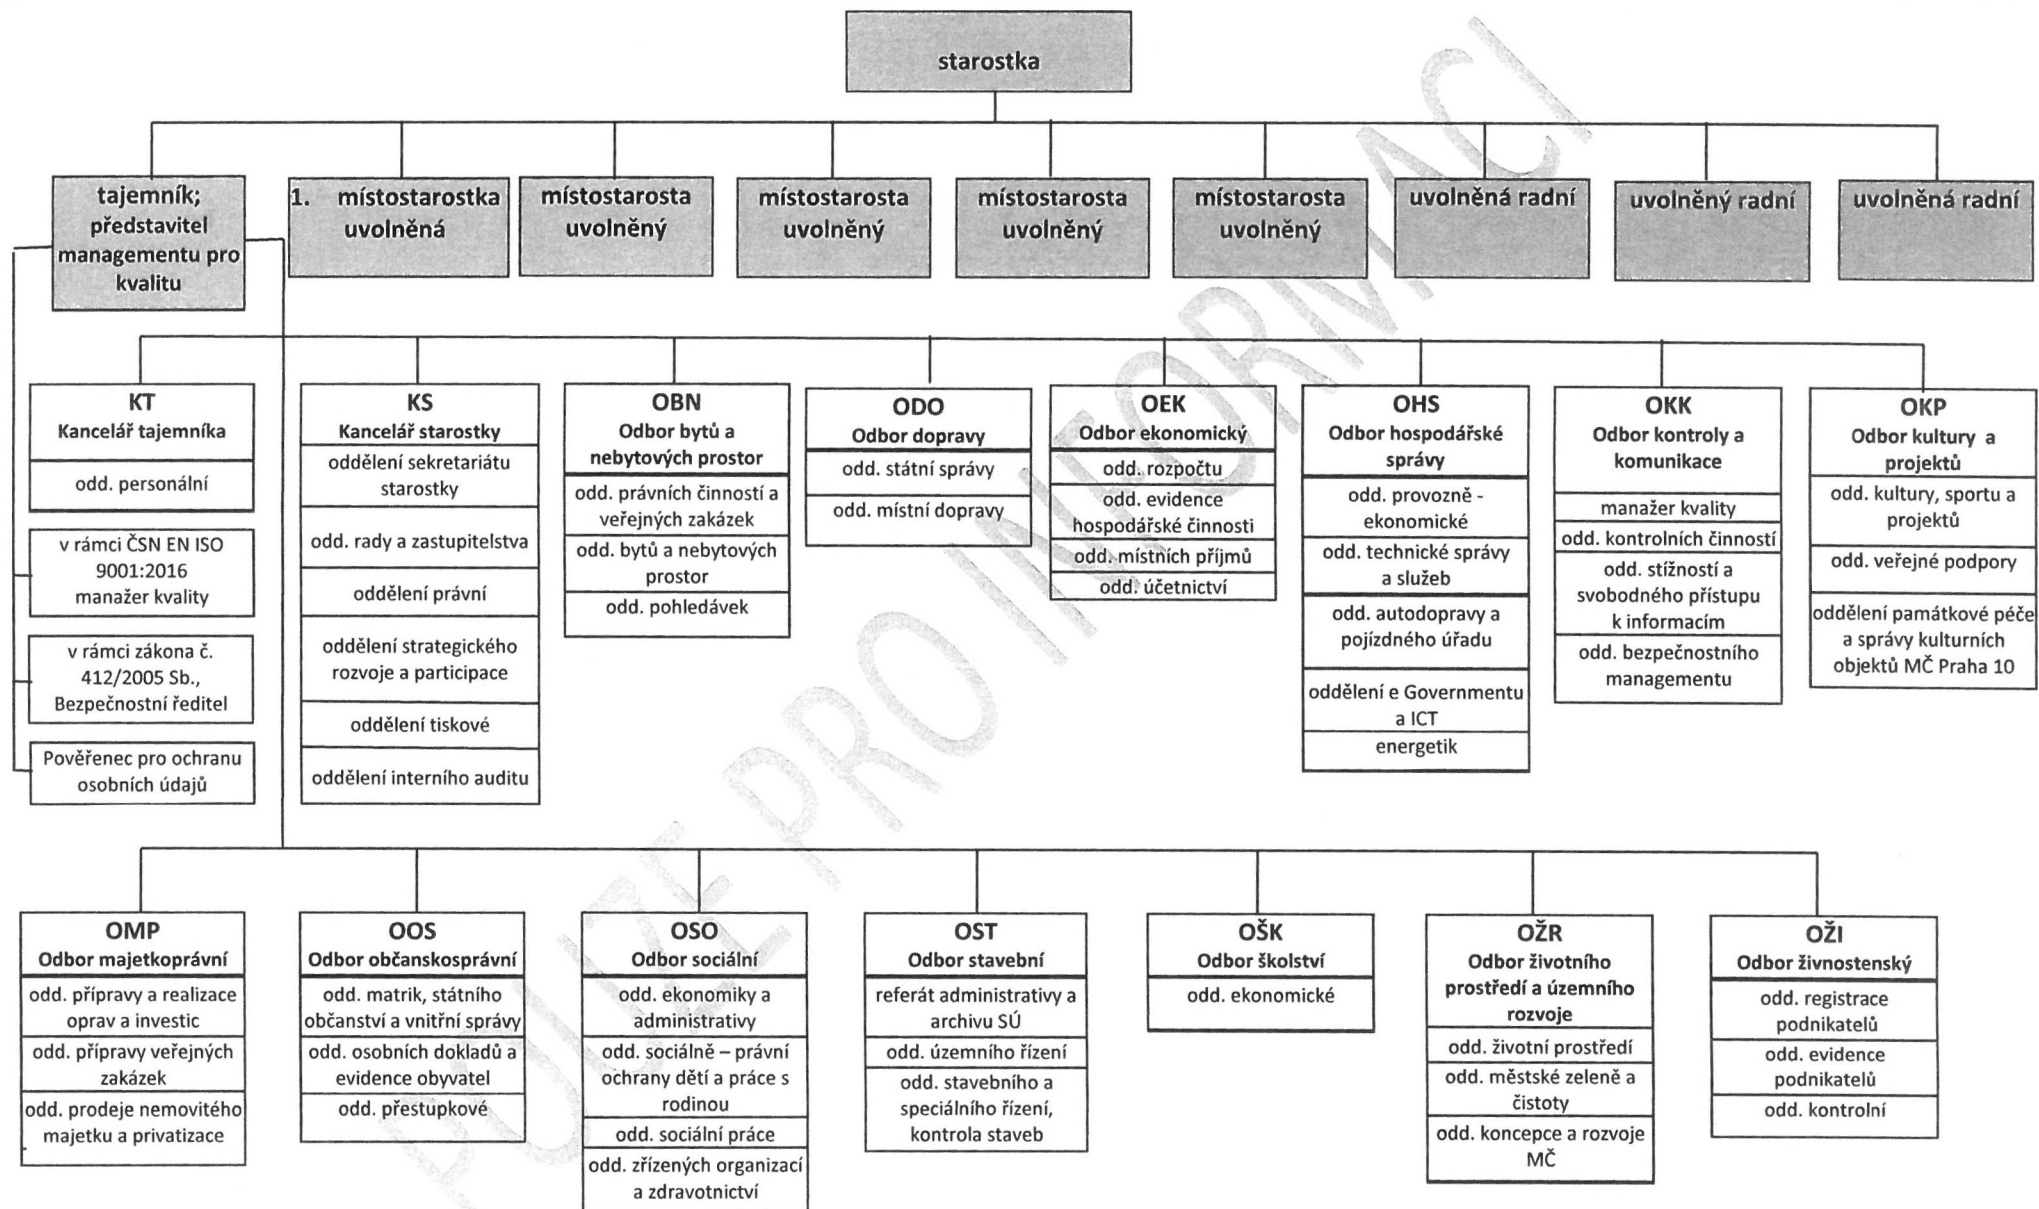 starostka
tajemník;
představitel
managementu pro
kvalitu
1. místostarostka
uvolněná
místostarosta
uvolněný
místostarosta
uvolněný
místostarosta
uvolněný
místostarosta
uvolněný
uvolněná radní
uvolněný radní
uvolněná radní
KT
Kancelář tajemníka
odd. personální
v rámci ČSN EN ISO
9001:2016
manažer kvality
v rámci zákona č.
412/2005 Sb.,
Bezpečnostní ředitel
Pověřenec pro ochranu
osobních údajů
KS
Kancelář starostky
oddělení sekretariátu
starostky
odd. rady a zastupitelstva
oddělení právní
oddělení strategického
rozvoje a participace
oddělení tiskové
oddělení interního auditu
OBN
Odbor bytů a
nebytových prostor
odd. právních činností a
veřejných zakázek
odd. bytů a nebytových
prostor
odd. pohledávek
ODO
Odbor dopravy
odd. státní správy
odd. místní dopravy
OEK
Odbor ekonomický
odd. rozpočtu
odd. evidence
hospodářské činnosti
odd. místních příjmů
odd. účetnictví
OHS
Odbor hospodářské
správy
odd. provozně -
ekonomické
odd. technické správy
a služeb
odd. autodopravy a
pojízdného úřadu
oddělení e Governmentu
a ICT
energetik
OKK
Odbor kontroly a
komunikace
manažer kvality
odd. kontrolních činností
odd. stížností a
svobodného přístupu
k informacím
odd. bezpečnostního
managementu
OKP
Odbor kultury a
projektů
odd. kultury, sportu a
projektů
odd. veřejné podpory
oddělení památkové péče
a správy kulturních
objektů MČ Praha 10
OMP
Odbor majetkoprávní
odd. přípravy a realizace
oprav a investic
odd. přípravy veřejných
zakázek
odd. prodeje nemovitého
majetku a privatizace
OOS
Odbor občanskosprávní
odd. matrik, státního
občanství a vnitřní správy
odd. osobních dokladů a
evidence obyvatel
odd. přestupkové
OSO
Odbor sociální
odd. ekonomiky a
administrativy
odd. sociálně – právní
ochrany dětí a práce s
rodinou
odd. sociální práce
odd. zřízených organizací
a zdravotnictví
OST
Odbor stavební
referát administrativy a
archivu SÚ
odd. územního řízení
odd. stavebního a
speciálního řízení,
kontrola staveb
OŠK
Odbor školství
odd. ekonomické
OŽR
Odbor životního
prostředí a územního
rozvoje
odd. životní prostředí
odd. městské zeleně a
čistoty
odd. koncepce a rozvoje
MČ
OŽI
Odbor živnostenský
odd. registrace
podnikatelů
odd. evidence
podnikatelů
odd. kontrolní
POUZE PRO INFORMACI